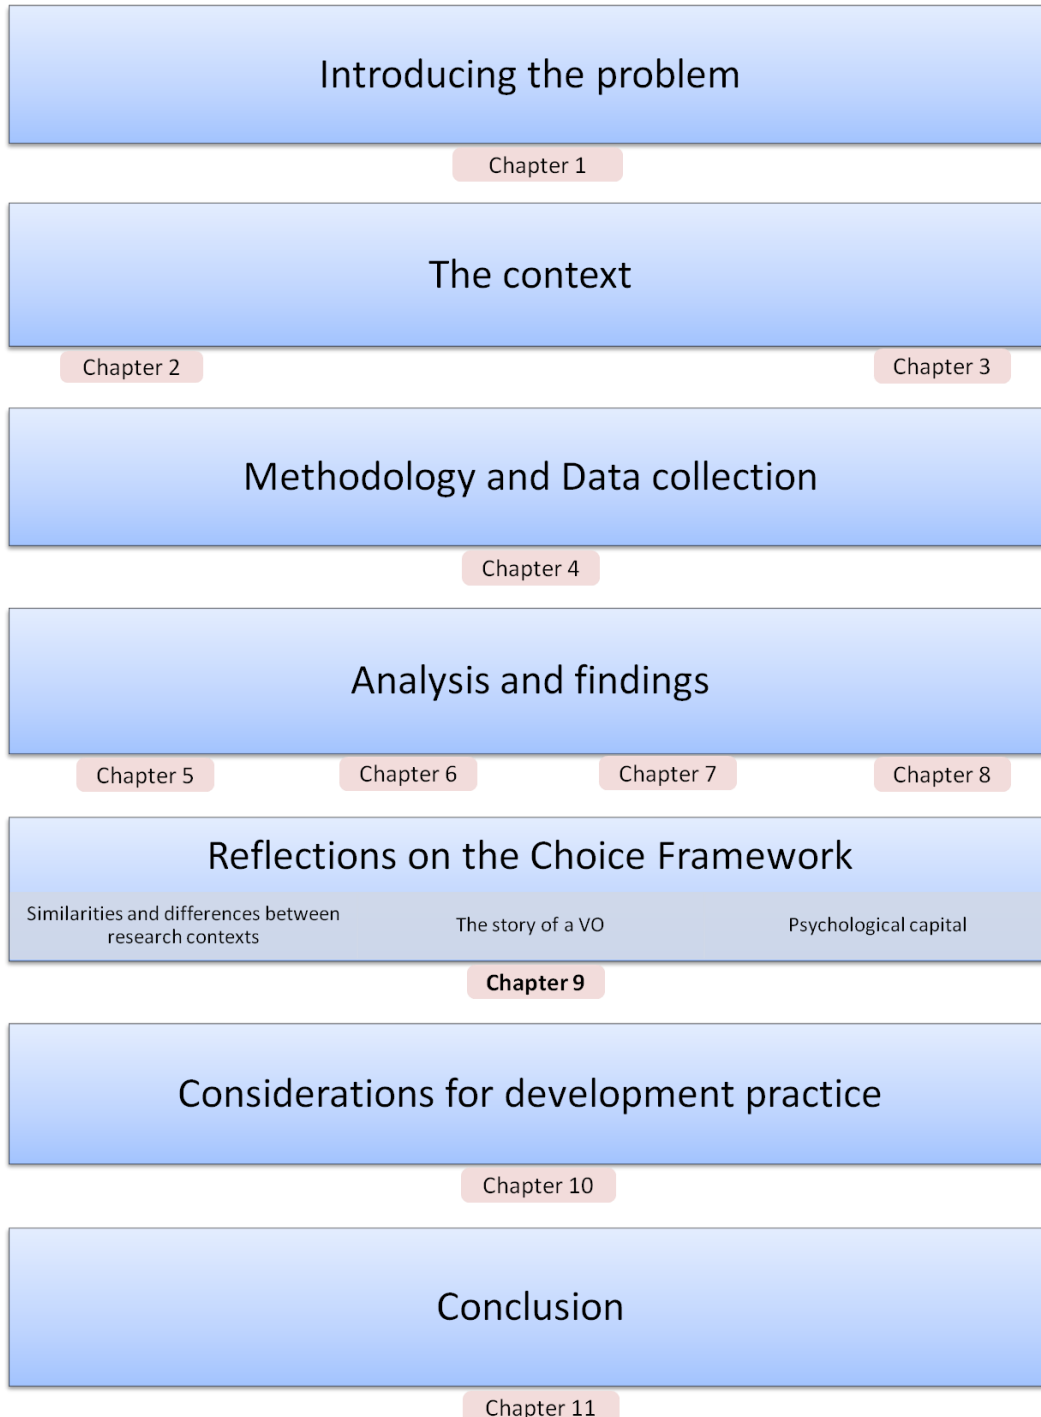 Introducing the problem
Chapter 1
The context
Chapter 2
Chapter 3
Methodology and Data collection
Chapter 4
Analysis and findings
Chapter 5
Chapter 6
Chapter 7
Chapter 8
Reflections on the Choice Framework
Similarities and differences between
research contexts
The story of a VO
Psychological capital
Chapter 9
Considerations for development practice
Chapter 10
Conclusion
Chapter 11